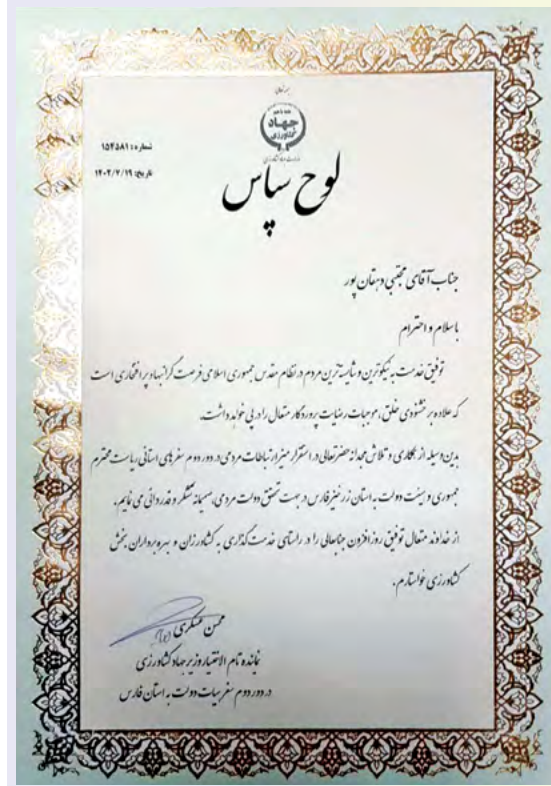 جهاد
کشاورزی
شماره: ۱۵۴۵۸۱
تاریخ: ۱۴۰۲/۷/۱۹
لوح سپاس
جناب آقای مجتبی دهقان پور
باسلام و احترام
توفیق خدمت به نیکوترین و شایسته‌ترین مردم در نظام مقدس جمهوری اسلامی فرصت گرانبها و پر افتخاری است
که علاوه بر خشنودی خلق، موجبات رضایت پروردگار متعال را در پی خواهد داشت.
بدین وسیله از همکاری و تلاش مجدانه حضرتعالی در استقرار میز ارتباطات مردمی در دور دوم سفرهای استانی ریاست محترم
جمهوری و هیئت دولت به استان زرخیز فارس در جهت تحقق دولت مردمی، صمیمانه تشکر و قدردانی می نمایم.
از خداوند متعال توفیق روزافزون جنابعالی را در راستای خدمت گذاری به کشاورزان و بهره برداران بخش
کشاورزی خواستارم.
محسن عسکری
نماینده تام الاختیار وزیر جهاد کشاورزی
در دور دوم سفر هیات دولت به استان فارس